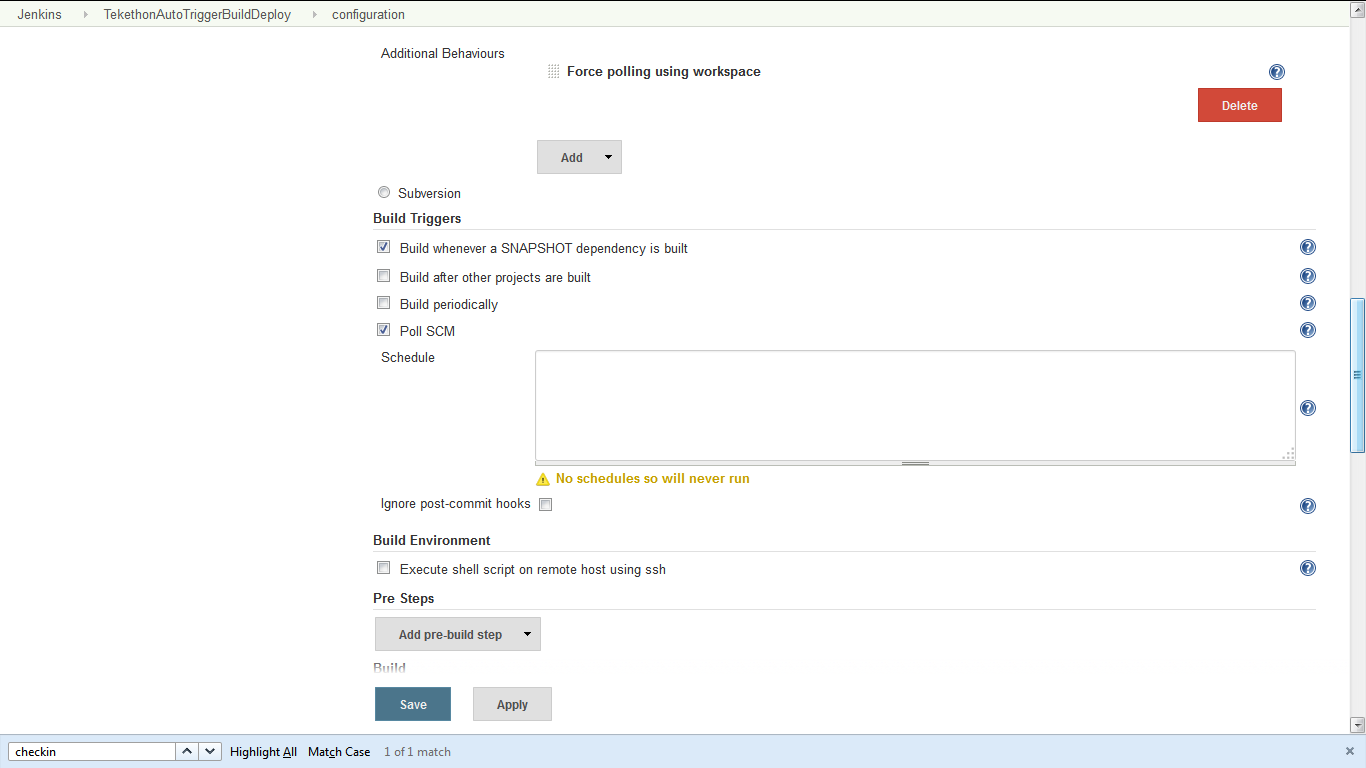 Jenkins TekethonAutoTriggerBuildDeploy configuration
Additional Behaviours
Force polling using workspace
Delete
Add
Subversion
Build Triggers
Build whenever a SNAPSHOT dependency is built
Build after other projects are built
Build periodically
Poll SCM
Schedule
No schedules so will never run
Ignore post-commit hooks
Build Environment
Execute shell script on remote host using ssh
Pre Steps
Add pre-build step
Build
Save Apply
checkin Highlight All Match Case 1 of 1 match